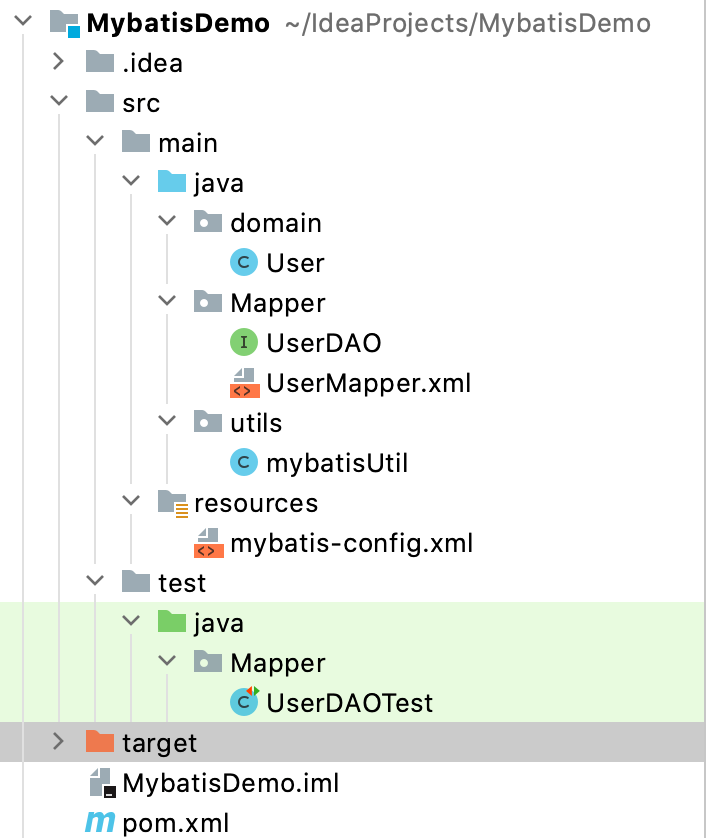 MybatisDemo ~/IdeaProjects/MybatisDemo
.idea
src
main
java
domain
C User
Mapper
I UserDAO
<> UserMapper.xml
utils
C mybatisUtil
resources
<> mybatis-config.xml
test
java
Mapper
C UserDAOTest
target
MybatisDemo.iml
m pom.xml